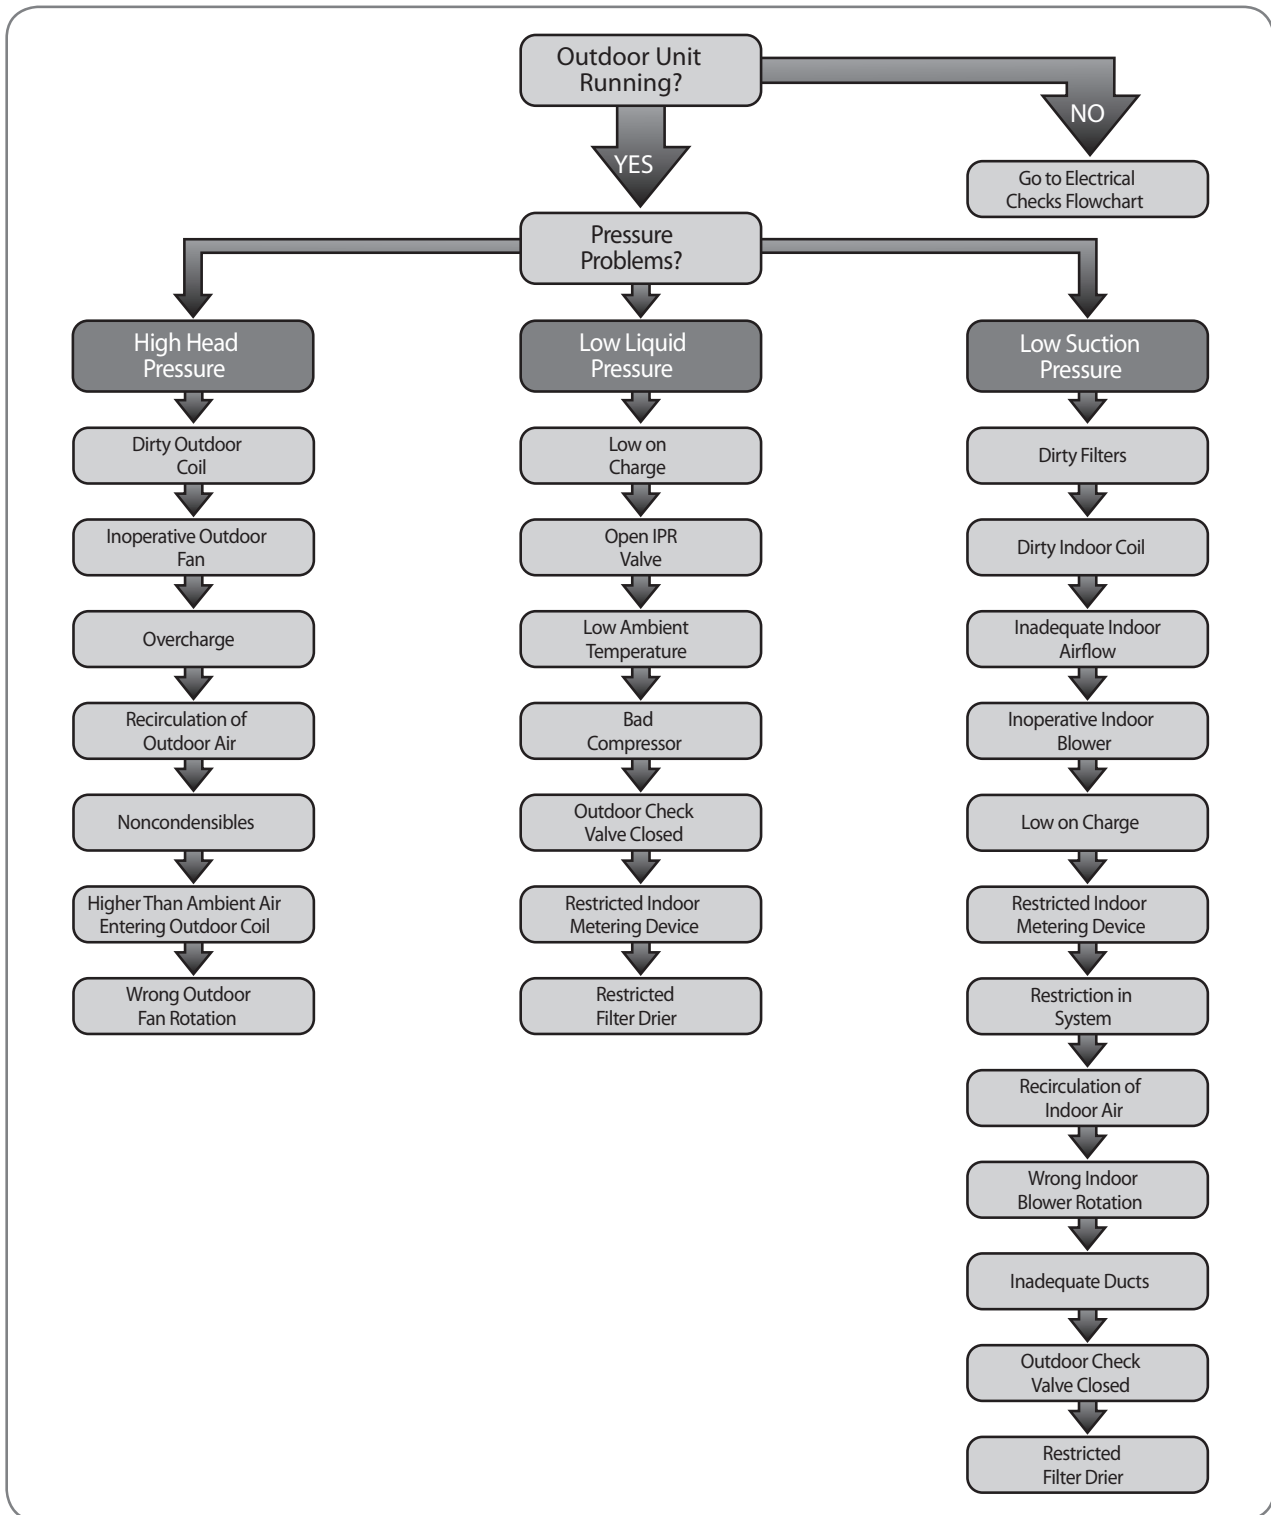 Outdoor Unit
Running?
NO
YES
Go to Electrical
Checks Flowchart
Pressure
Problems?
High Head
Pressure
Dirty Outdoor
Coil
Inoperative Outdoor
Fan
Overcharge
Recirculation of
Outdoor Air
Noncondensibles
Higher Than Ambient Air
Entering Outdoor Coil
Wrong Outdoor
Fan Rotation
Low Liquid
Pressure
Low on
Charge
Open IPR
Valve
Low Ambient
Temperature
Bad
Compressor
Outdoor Check
Valve Closed
Restricted Indoor
Metering Device
Restricted
Filter Drier
Low Suction
Pressure
Dirty Filters
Dirty Indoor Coil
Inadequate Indoor
Airflow
Inoperative Indoor
Blower
Low on Charge
Restricted Indoor
Metering Device
Restriction in
System
Recirculation of
Indoor Air
Wrong Indoor
Blower Rotation
Inadequate Ducts
Outdoor Check
Valve Closed
Restricted
Filter Drier